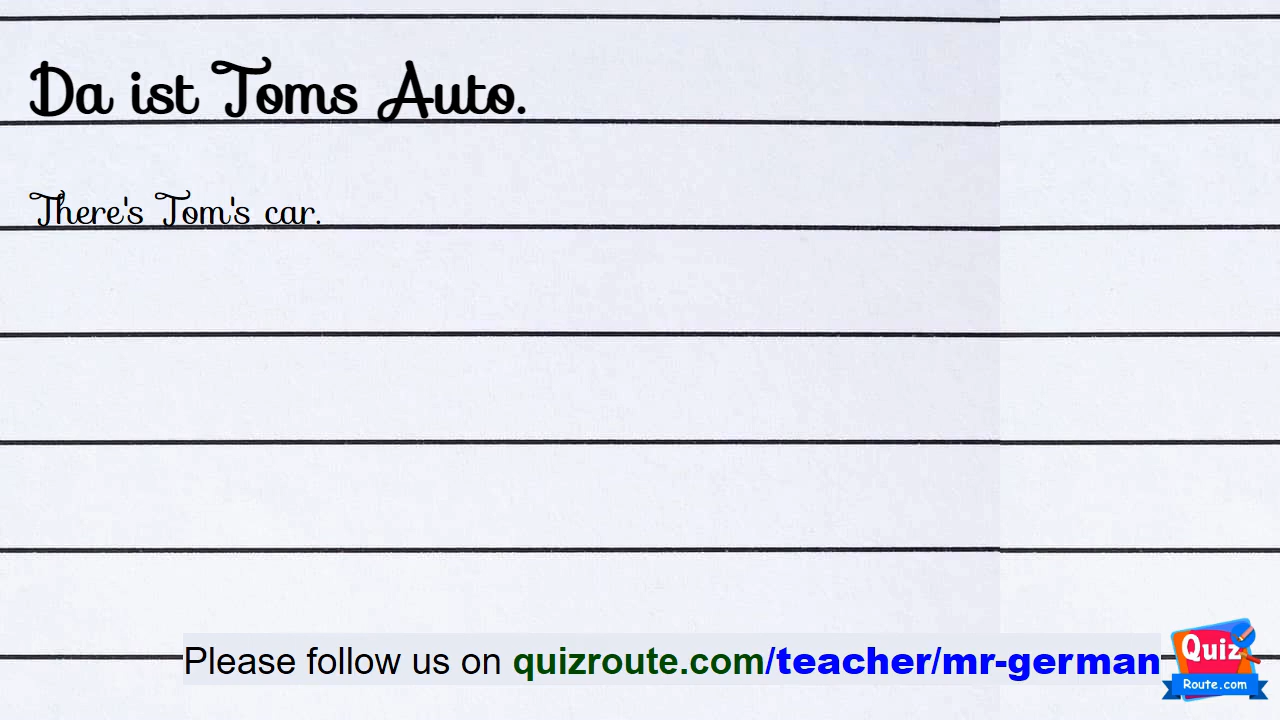 Da ist Toms Auto.
There's Tom's car.
Please follow us on quizroute.com/teacher/mr-german
Quiz
Route.com